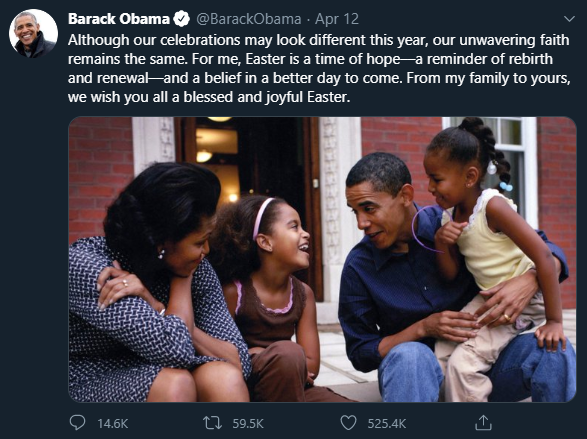 Barack Obama @BarackObama · Apr 12
Although our celebrations may look different this year, our unwavering faith
remains the same. For me, Easter is a time of hope—a reminder of rebirth
and renewal—and a belief in a better day to come. From my family to yours,
we wish you all a blessed and joyful Easter.
14.6K 59.5K 525.4K